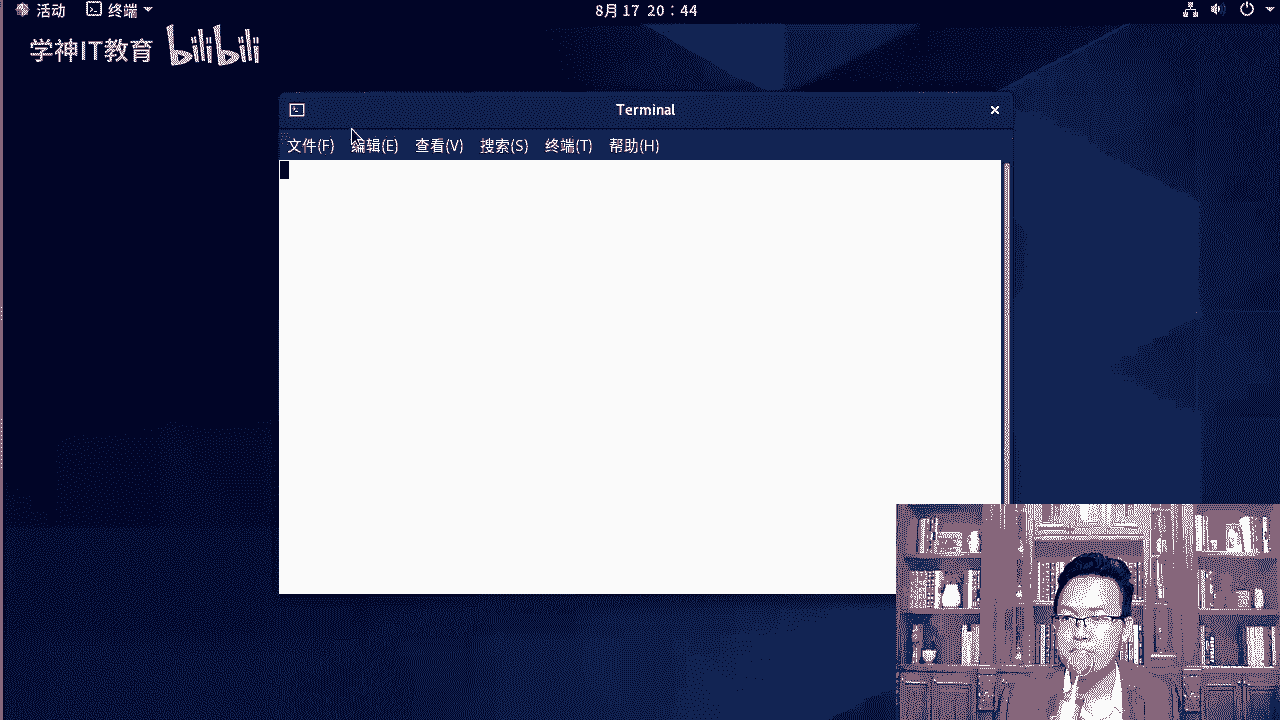 活动 终端 8月 17 20：44
学神IT教育 bilibili
Terminal
文件(F) 编辑(E) 查看(V) 搜索(S) 终端(T) 帮助(H)